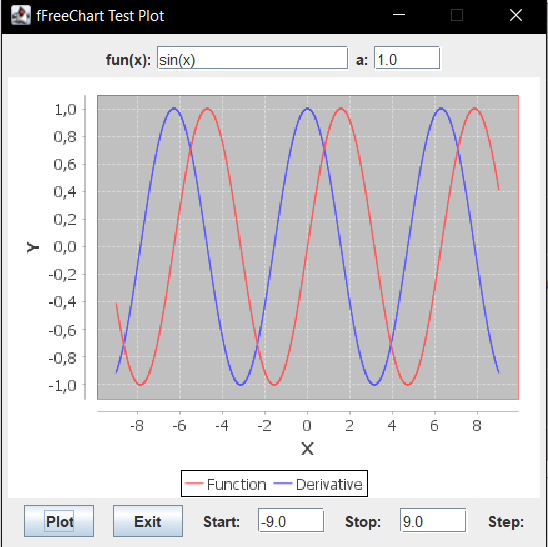 fFreeChart Test Plot
fun(x): sin(x) a: 1.0
1,0
0,8
0,6
0,4
0,2
0,0
-0,2
-0,4
-0,6
-0,8
-1,0
Y
-8 -6 -4 -2 0 2 4 6 8
X
Function Derivative
Plot Exit Start: -9.0 Stop: 9.0 Step: